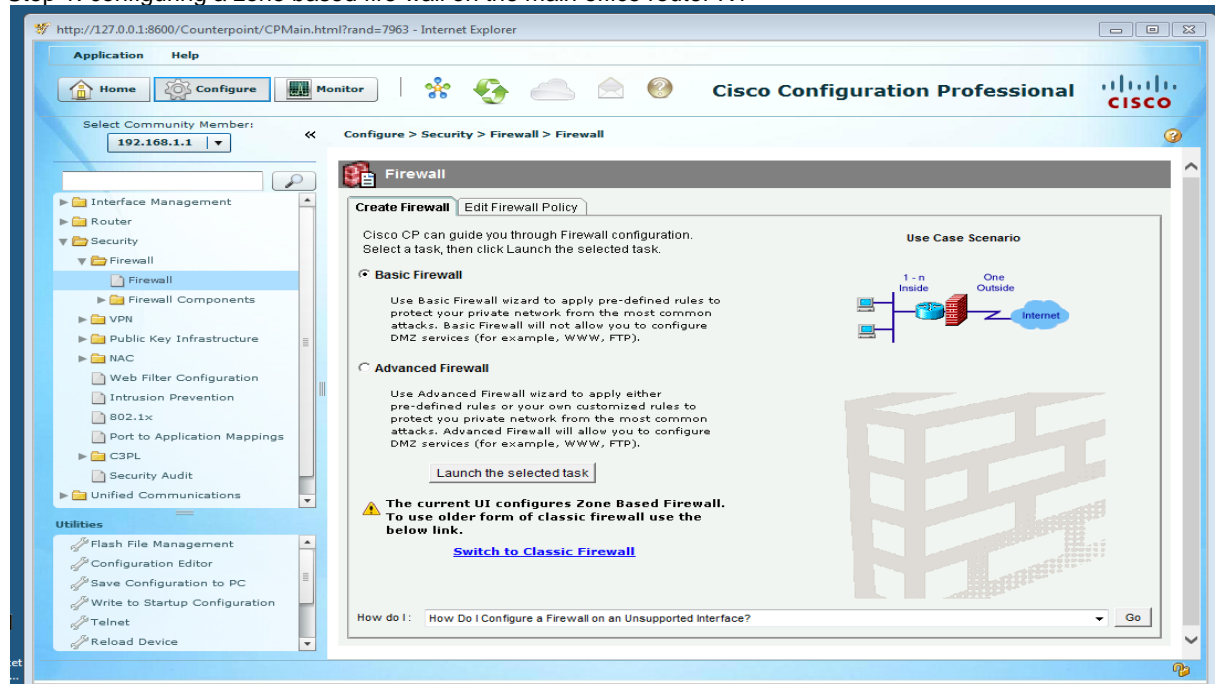 http://127.0.0.1:8600/Counterpoint/CPMain.html?rand=7963 - Internet Explorer
Application Help
Home Configure Monitor Cisco Configuration Professional
CISCO
Select Community Member:
192.168.1.1
Configure > Security > Firewall > Firewall
Firewall
Interface Management
Router
Security
Firewall
Firewall
Firewall Components
VPN
Public Key Infrastructure
NAC
Web Filter Configuration
Intrusion Prevention
802.1x
Port to Application Mappings
C3PL
Security Audit
Unified Communications
Utilities
Flash File Management
Configuration Editor
Save Configuration to PC
Write to Startup Configuration
Telnet
Reload Device
Create Firewall Edit Firewall Policy
Cisco CP can guide you through Firewall configuration.
Select a task, then click Launch the selected task.
Basic Firewall
Use Basic Firewall wizard to apply pre-defined rules to
protect your private network from the most common
attacks. Basic Firewall will not allow you to configure
DMZ services (for example, WWW, FTP).
Advanced Firewall
Use Advanced Firewall wizard to apply either
pre-defined rules or your own customized rules to
protect you private network from the most common
attacks. Advanced Firewall will allow you to configure
DMZ services (for example, WWW, FTP).
Launch the selected task
The current UI configures Zone Based Firewall.
To use older form of classic firewall use the
below link.
Switch to Classic Firewall
Use Case Scenario
1 - n
Inside
One
Outside
Internet
How do I: How Do I Configure a Firewall on an Unsupported Interface? Go